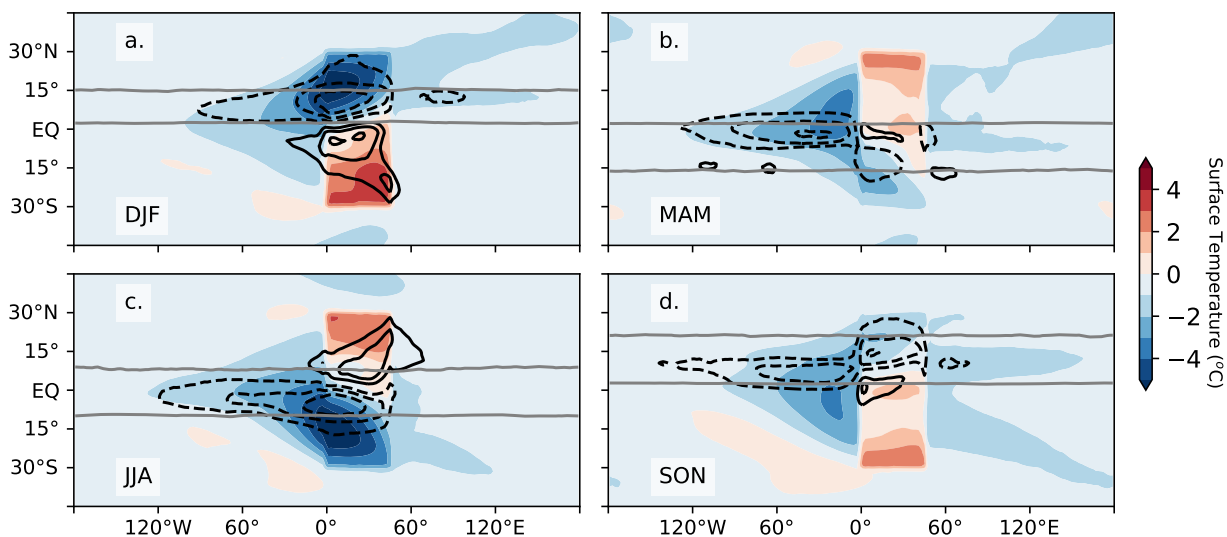 a.
b.
30°N
15°
EQ
15°
30°S
DJF
MAM
c.
d.
30°N
15°
EQ
15°
30°S
JJA
SON
120°W
60°
0°
60°
120°E
120°W
60°
0°
60°
120°E
4
2
0
−2
−4
Surface Temperature (°C)